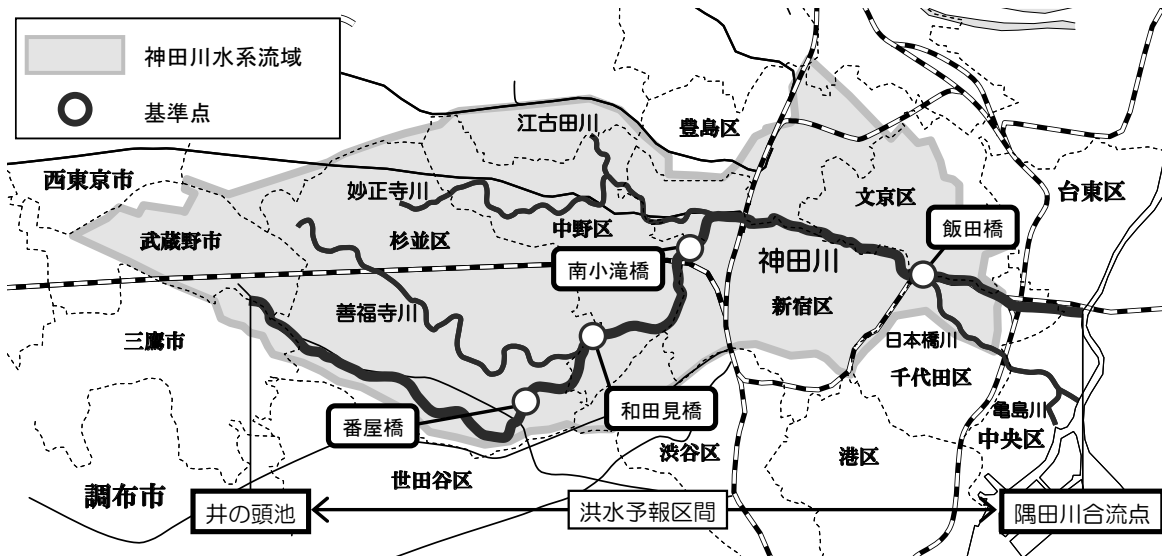 神田川水系流域
基準点
江古田川
豊島区
西東京市
妙正寺川
文京区
台東区
武蔵野市
杉並区
中野区
飯田橋
南小滝橋
神田川
新宿区
善福寺川
三鷹市
日本橋川
千代田区
番屋橋
和田見橋
亀島川
中央区
渋谷区
港区
世田谷区
調布市
井の頭池
洪水予報区間
隅田川合流点